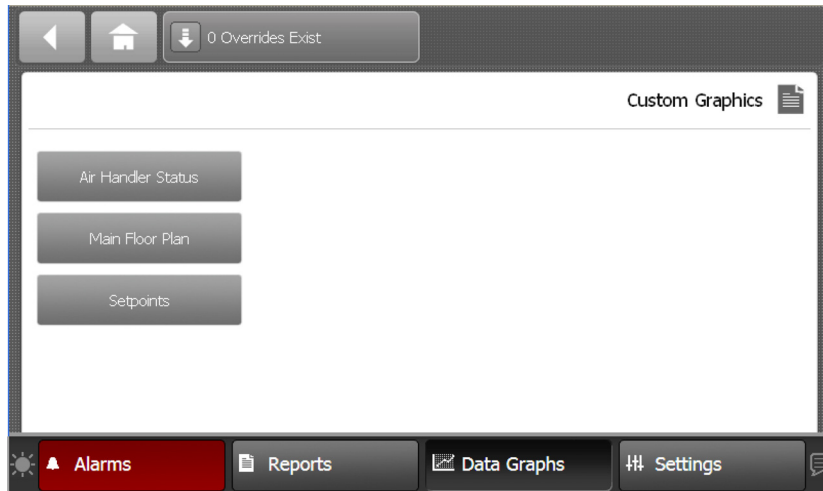 0 Overrides Exist
Custom Graphics
Air Handler Status
Main Floor Plan
Setpoints
Alarms
Reports
Data Graphs
Settings